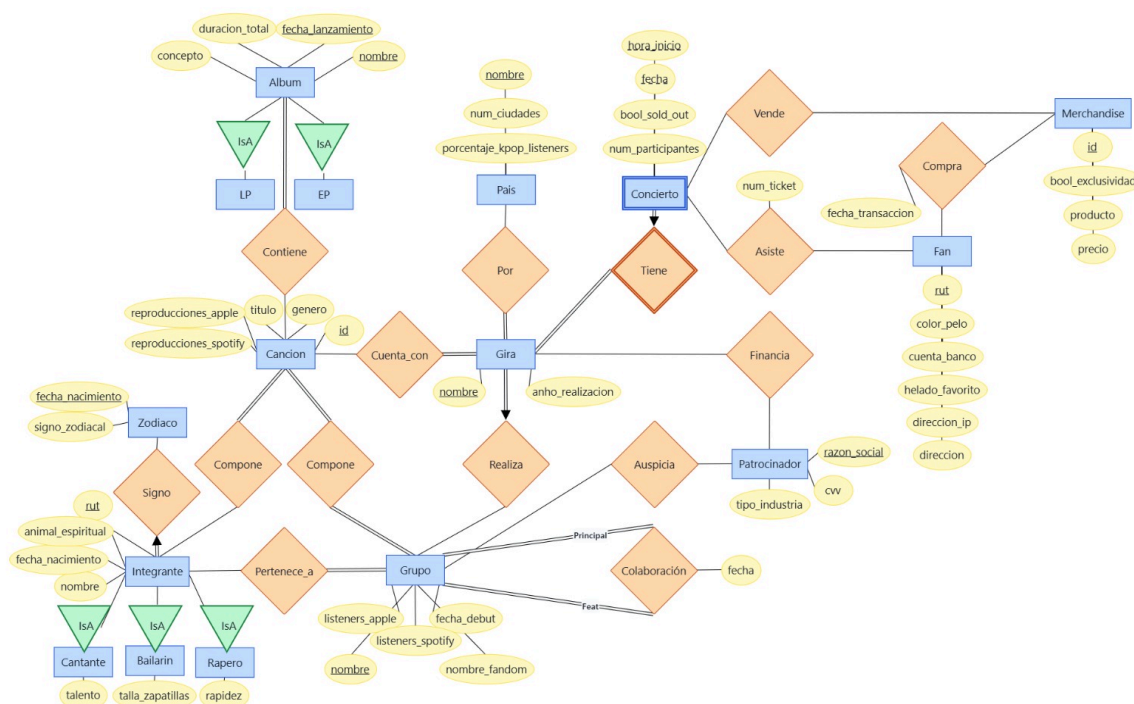 duracion_total
fecha_lanzamiento
concepto
nombre
Album
IsA
IsA
LP
EP
Contiene
nombre
num_ciudades
porcentaje_kpop_listeners
País
Por
hora_inicio
fecha
bool_sold_out
num_participantes
Concierto
Tiene
Vende
Merchandise
id
bool_exclusividad
producto
precio
Compra
fecha_transaccion
num_ticket
Asiste
Fan
rut
color_pelo
cuenta_banco
helado_favorito
direccion_ip
direccion
reproducciones_apple
titulo
genero
id
reproducciones_spotify
Cancion
Cuenta_con
Gira
nombre
anho_realizacion
Financia
fecha_nacimiento
signo_zodiacal
Zodiaco
Signo
Compone
Compone
Realiza
Auspicia
Patrocinador
razon_social
cvv
tipo_industria
rut
animal_espiritual
fecha_nacimiento
nombre
Integrante
Pertenece_a
Grupo
Principal
Colaboración
fecha
Feat
IsA
IsA
IsA
Cantante
Bailarin
Rapero
talento
talla_zapatillas
rapidez
listeners_apple
fecha_debut
listeners_spotify
nombre
nombre_fandom